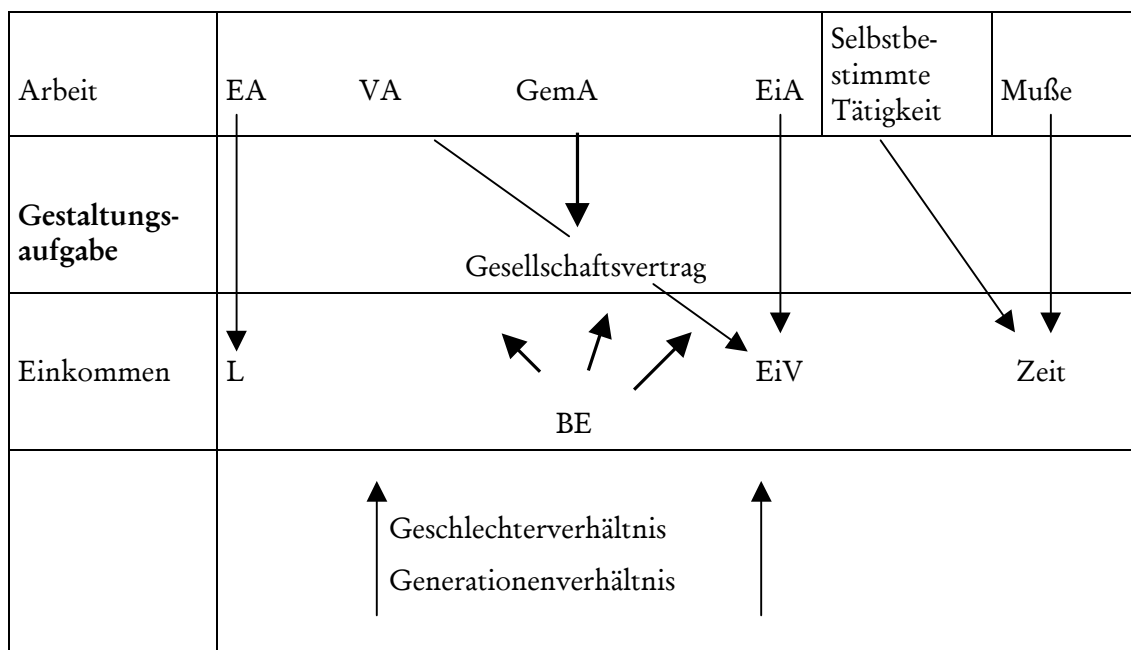 Selbstbe-
stimmte
Arbeit EA VA GemA EiA Tätigkeit Muße
Gestaltungs-
aufgabe
Gesellschaftsvertrag
Einkommen L EiV Zeit
BE
Geschlechterverhältnis
Generationenverhältnis